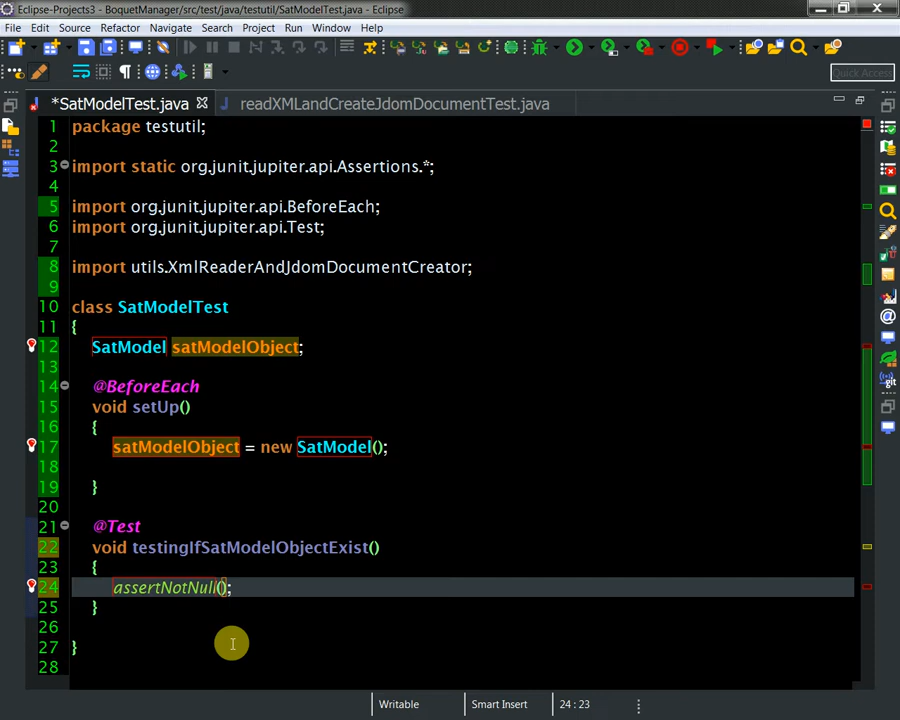 Eclipse-Projects3 - BoquetManager/src/test/java/testutil/SatModelTest.java - Eclipse
File Edit Source Refactor Navigate Search Project Run Window Help
Quick Access
*SatModelTest.java readXMLandCreateJdomDocumentTest.java
1 package testutil;
2
3 import static org.junit.jupiter.api.Assertions.*;
4
5 import org.junit.jupiter.api.BeforeEach;
6 import org.junit.jupiter.api.Test;
7
8 import utils.XmlReaderAndJdomDocumentCreator;
9
10 class SatModelTest
11 {
12 SatModel satModelObject;
13
14 @BeforeEach
15 void setUp()
16 {
17 satModelObject = new SatModel();
18
19 }
20
21 @Test
22 void testingIfSatModelObjectExist()
23 {
24 assertNotNull();
25 }
26
27 }
28
Writable Smart Insert 24 : 23